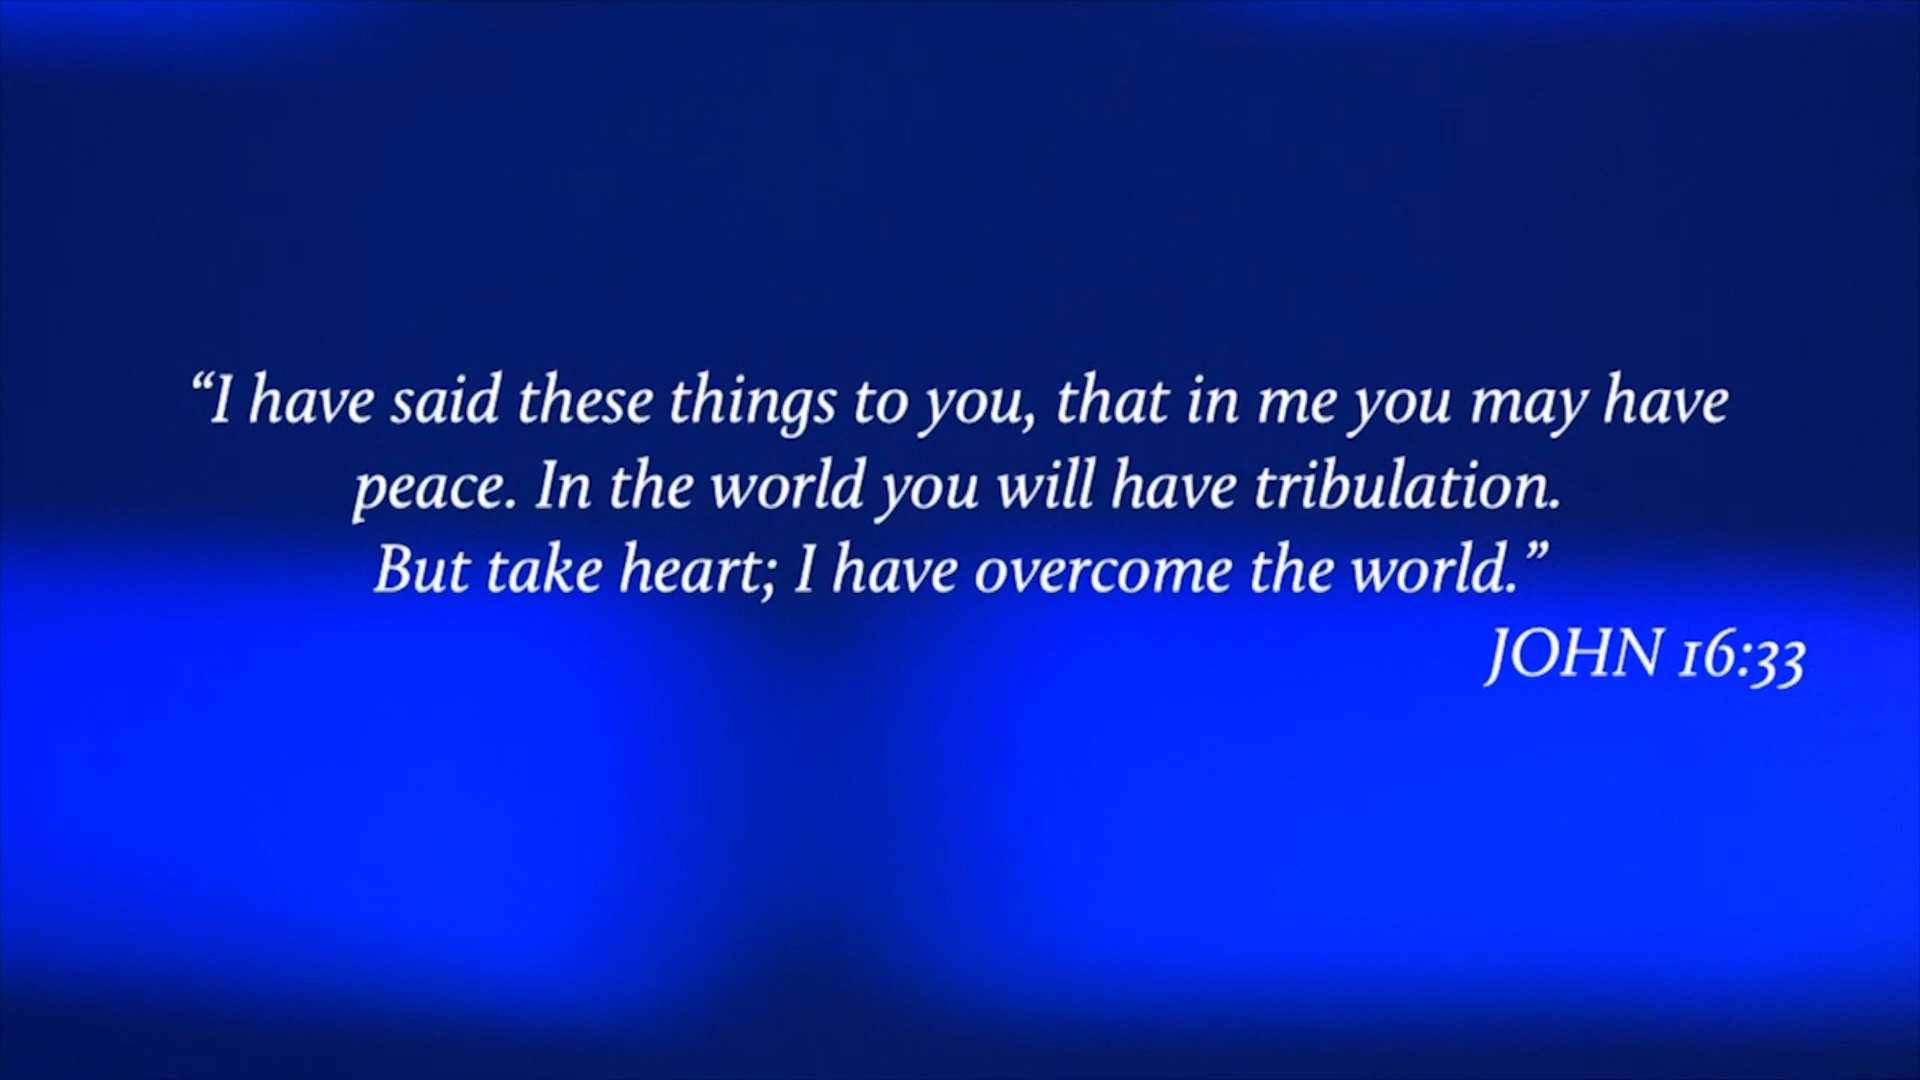 “I have said these things to you, that in me you may have
peace. In the world you will have tribulation.
But take heart; I have overcome the world.”
JOHN 16:33